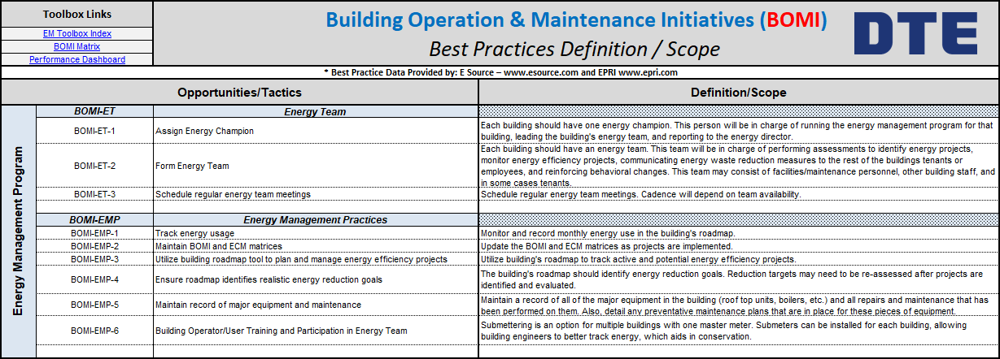 Toolbox Links
EM Toolbox Index
BOMI Matrix
Performance Dashboard
Building Operation & Maintenance Initiatives (BOMI)
Best Practices Definition / Scope
DTE
* Best Practice Data Provided by: E Source – www.esource.com and EPRI www.epri.com
Opportunities/Tactics
Definition/Scope
Energy Management Program
BOMI-ET
Energy Team
BOMI-ET-1
Assign Energy Champion
Each building should have one energy champion. This person will be in charge of running the energy management program for that
building, leading the building's energy team, and reporting to the energy director.
BOMI-ET-2
Form Energy Team
Each building should have an energy team. This team will be in charge of performing assessments to identify energy projects,
monitor energy efficiency projects, communicating energy waste reduction measures to the rest of the buildings tenants or
employees, and reinforcing behavioral changes. This team may consist of facilities/maintenance personnel, other building staff, and
in some cases tenants.
BOMI-ET-3
Schedule regular energy team meetings
Schedule regular energy team meetings. Cadence will depend on team availability.
BOMI-EMP
Energy Management Practices
BOMI-EMP-1
Track energy usage
Monitor and record monthly energy use in the building's roadmap.
BOMI-EMP-2
Maintain BOMI and ECM matrices
Update the BOMI and ECM matrices as projects are implemented.
BOMI-EMP-3
Utilize building roadmap tool to plan and manage energy efficiency projects
Utilize building's roadmap to track active and potential energy efficiency projects.
BOMI-EMP-4
Ensure roadmap identifies realistic energy reduction goals
The building's roadmap should identify energy reduction goals. Reduction targets may need to be re-assessed after projects are
identified and evaluated.
BOMI-EMP-5
Maintain record of major equipment and maintenance
Maintain a record of all of the major equipment in the building (roof top units, boilers, etc.) and all repairs and maintenance that has
been performed on them. Also, detail any preventative maintenance plans that are in place for these pieces of equipment.
BOMI-EMP-6
Building Operator/User Training and Participation in Energy Team
Submetering is an option for multiple buildings with one master meter. Submeters can be installed for each building, allowing
building engineers to better track energy, which aids in conservation.